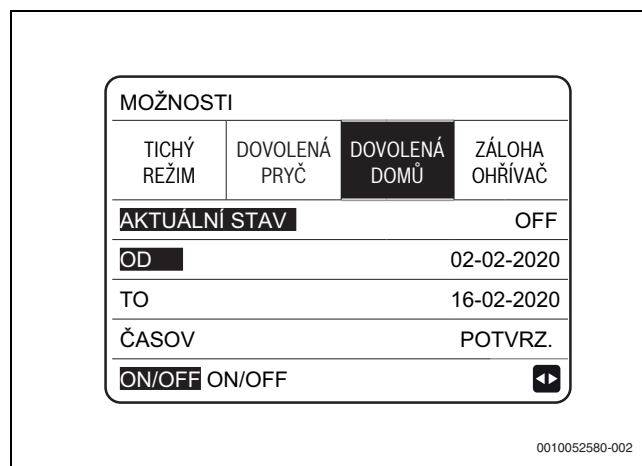 MOŽNOSTI
TICHÝ REŽIM
DOVOLENÁ PRYČ
DOVOLENÁ DOMŮ
ZÁLOHA OHŘÍVAČ
AKTUÁLNÍ STAV OFF
OD 02-02-2020
TO 16-02-2020
ČASOV POTVRZ.
ON/OFF ON/OFF
0010052580-002